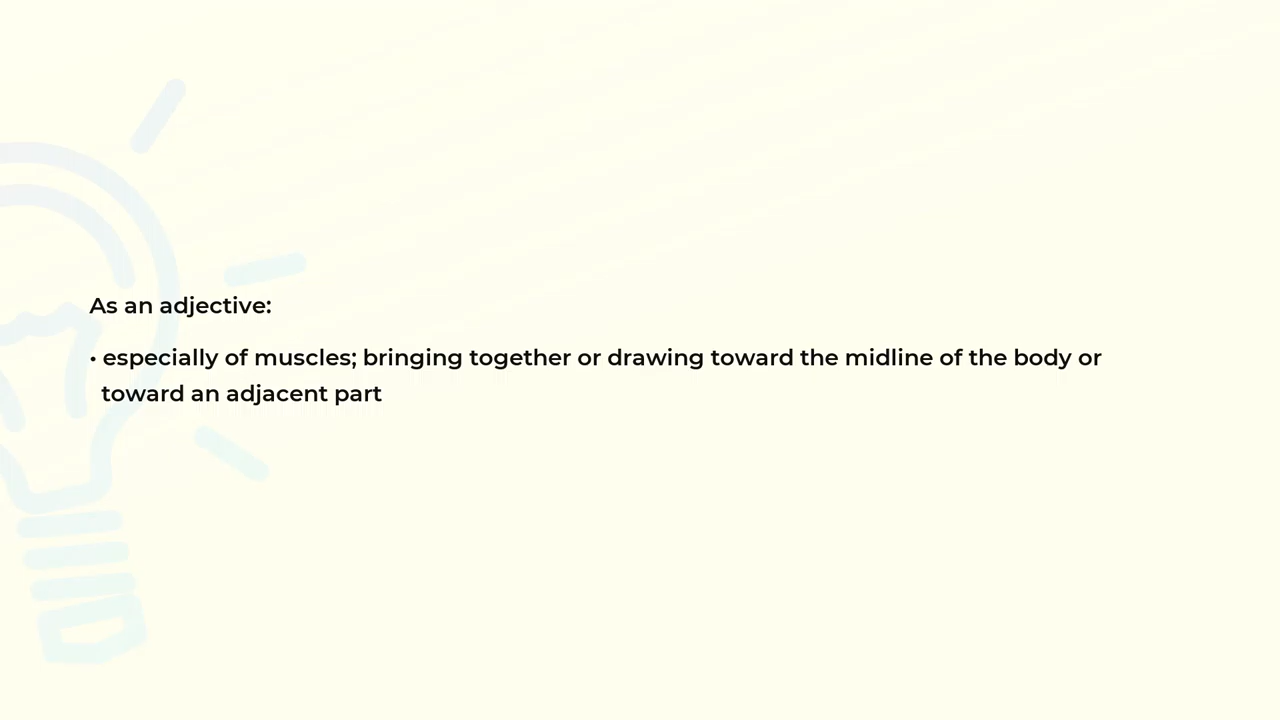 As an adjective:
• especially of muscles; bringing together or drawing toward the midline of the body or
toward an adjacent part